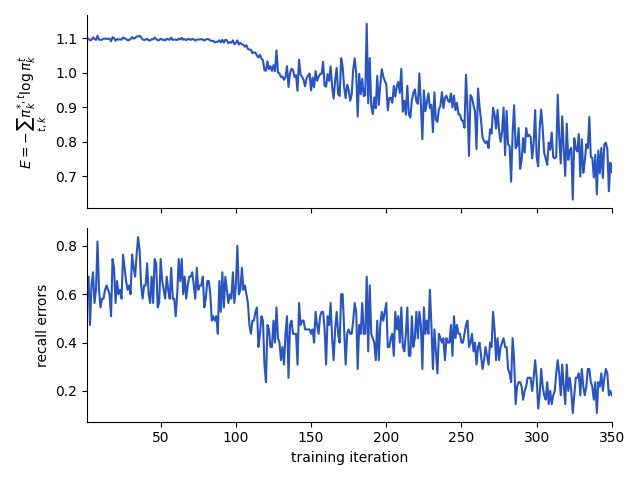 1.1
1.0
0.9
0.8
0.7
E = −∑_{t,k} π_k^{*,t} log π_k^t
0.8
0.6
0.4
0.2
recall errors
50 100 150 200 250 300 350
training iteration